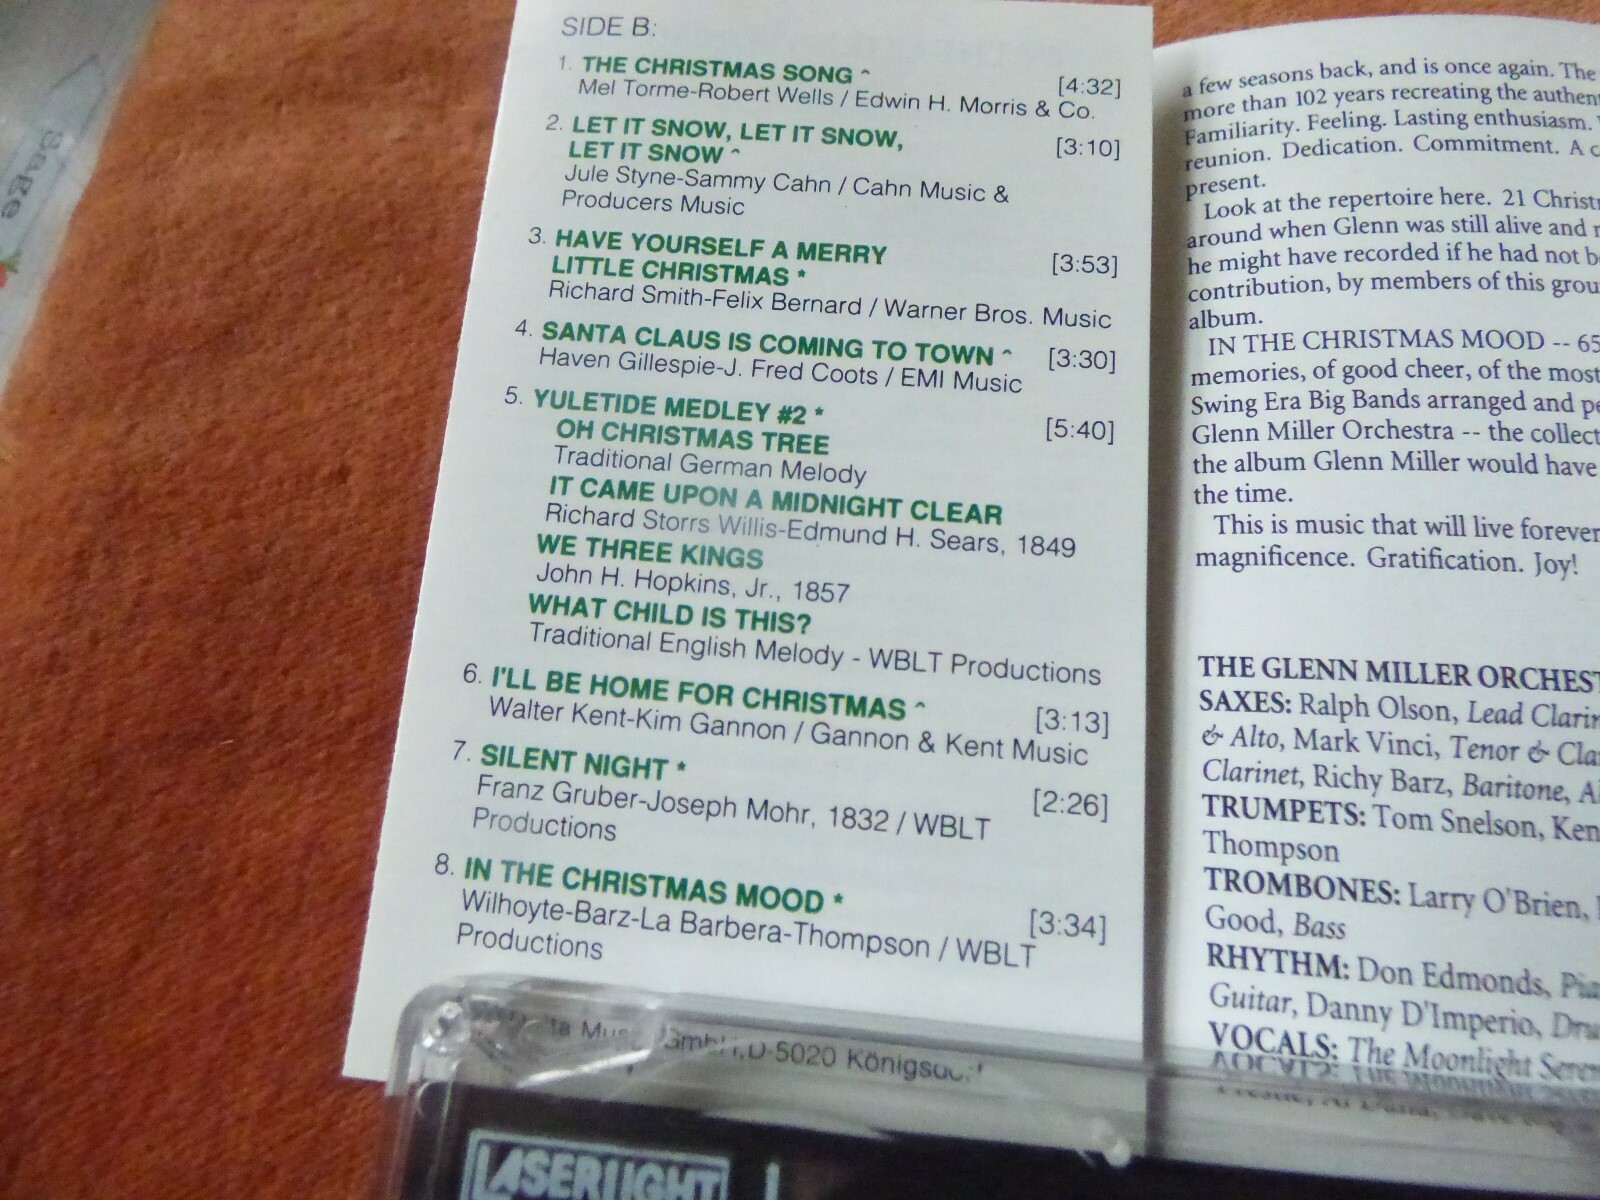 SIDE B:
1. THE CHRISTMAS SONG ^ [4:32]
Mel Torme-Robert Wells / Edwin H. Morris & Co.
2. LET IT SNOW, LET IT SNOW,
LET IT SNOW ^ [3:10]
Jule Styne-Sammy Cahn / Cahn Music &
Producers Music
3. HAVE YOURSELF A MERRY
LITTLE CHRISTMAS * [3:53]
Richard Smith-Felix Bernard / Warner Bros. Music
4. SANTA CLAUS IS COMING TO TOWN ^ [3:30]
Haven Gillespie-J. Fred Coots / EMI Music
5. YULETIDE MEDLEY #2 * [5:40]
OH CHRISTMAS TREE
Traditional German Melody
IT CAME UPON A MIDNIGHT CLEAR
Richard Storrs Willis-Edmund H. Sears, 1849
WE THREE KINGS
John H. Hopkins, Jr., 1857
WHAT CHILD IS THIS?
Traditional English Melody - WBLT Productions
6. I'LL BE HOME FOR CHRISTMAS ^ [3:13]
Walter Kent-Kim Gannon / Gannon & Kent Music
7. SILENT NIGHT * [2:26]
Franz Gruber-Joseph Mohr, 1832 / WBLT
Productions
8. IN THE CHRISTMAS MOOD * [3:34]
Wilhoyte-Barz-La Barbera-Thompson / WBLT
Productions
GmbH, D-5020
LASERLIGHT
a few seasons back, and is once again. The
more than 102 years recreating the
Familiarity. Feeling. Lasting enthusiasm.
reunion. Dedication. Commitment. A
present.
Look at the repertoire here. 21
around when Glenn was still alive and
he might have recorded if he had not
contribution, by members of this
album.
IN THE CHRISTMAS MOOD -- 65
memories, of good cheer, of the most
Swing Era Big Bands arranged and
Glenn Miller Orchestra -- the
the album Glenn Miller would have
the time.
This is music that will live forever
magnificence. Gratification. Joy!
THE GLENN MILLER
SAXES: Ralph Olson, Lead
& Alto, Mark Vinci, Tenor &
Clarinet, Richy Barz, Baritone,
TRUMPETS: Tom Snelson, Ken
Thompson
TROMBONES: Larry O'Brien,
Good, Bass
RHYTHM: Don Edmonds,
Guitar, Danny D'Imperio,
VOCALS: The Moonlight